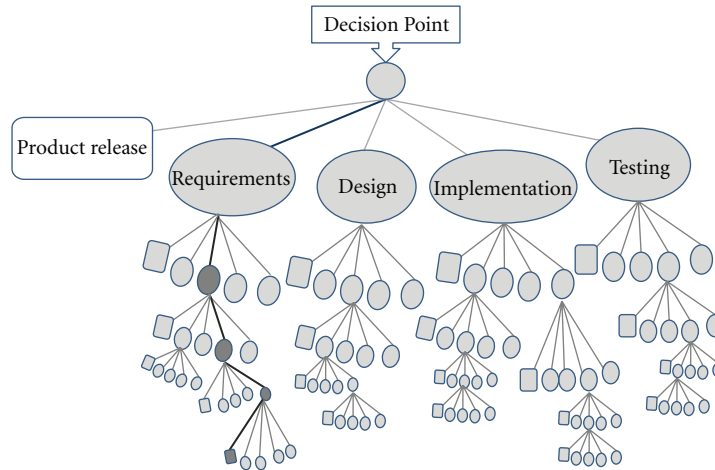 Decision Point
Product release
Requirements
Design
Implementation
Testing